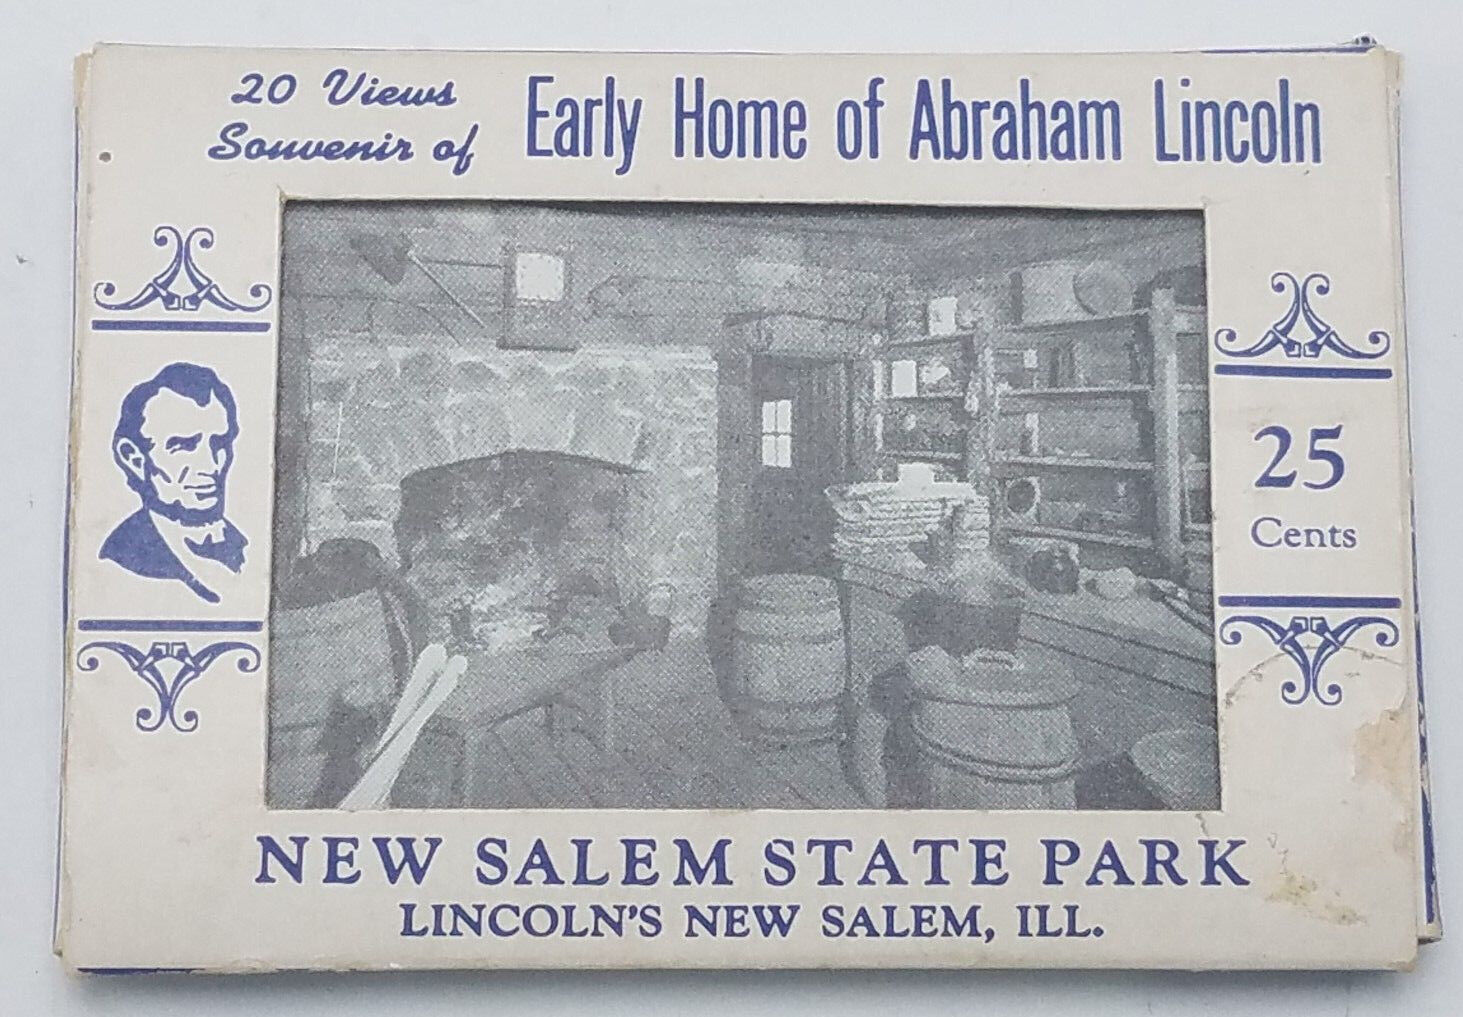 20 Views
Souvenir of
Early Home of Abraham Lincoln
25
Cents
NEW SALEM STATE PARK
LINCOLN'S NEW SALEM, ILL.